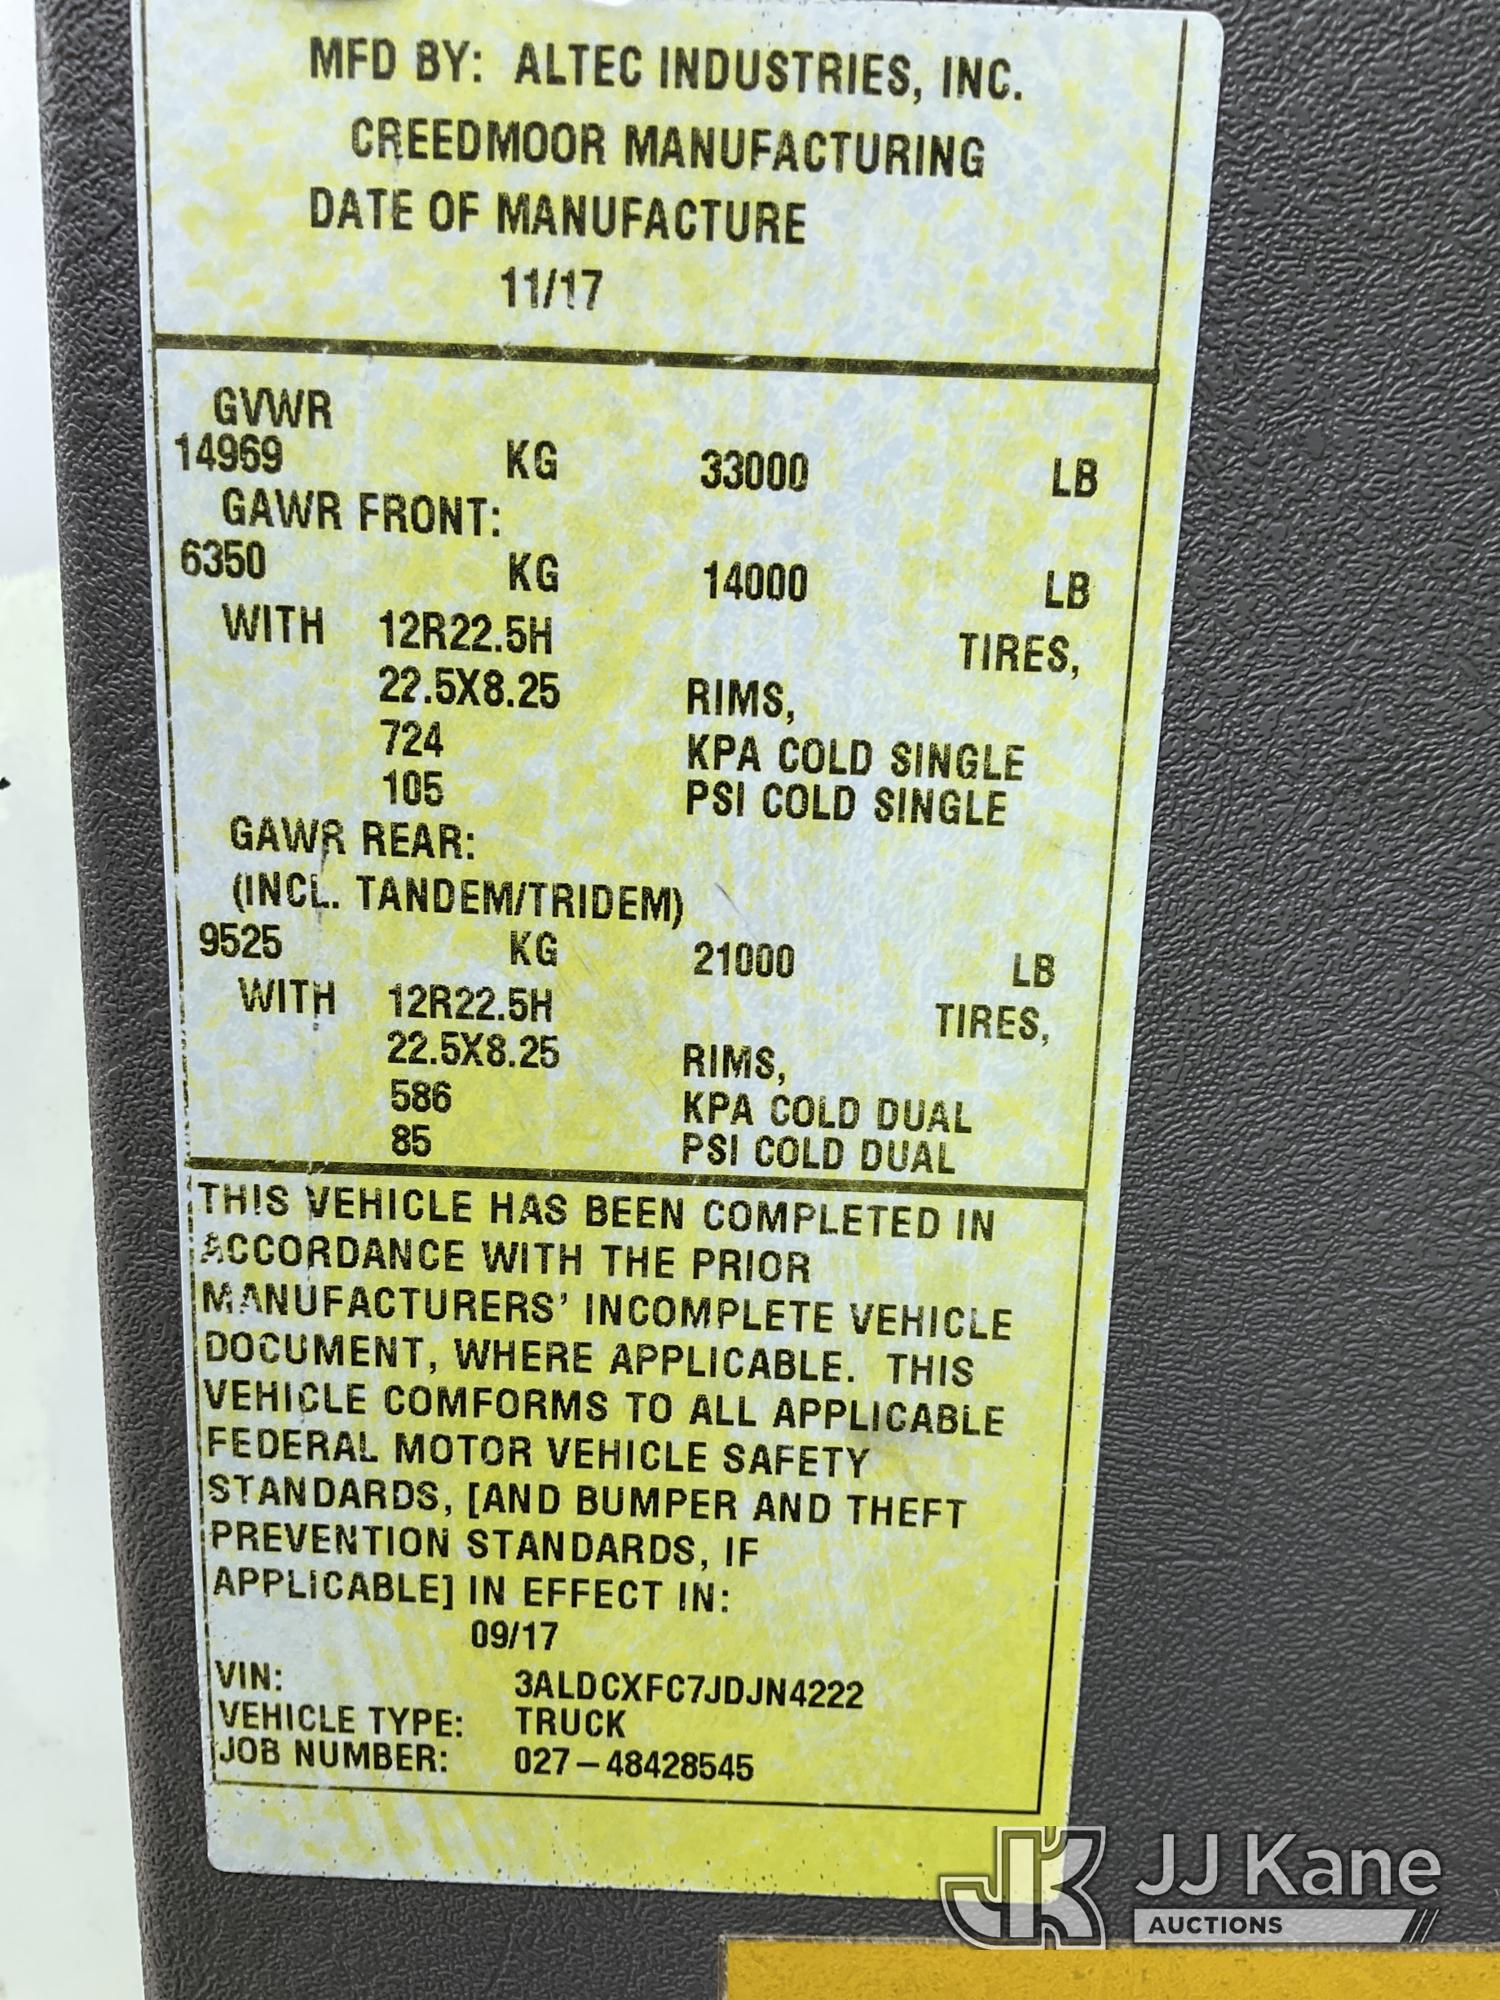 MFD BY: ALTEC INDUSTRIES, INC.
CREEDMOOR MANUFACTURING
DATE OF MANUFACTURE
11/17
GVWR
14969 KG 33000 LB
GAWR FRONT:
6350 KG 14000 LB
WITH 12R22.5H TIRES,
22.5X8.25 RIMS,
724 KPA COLD SINGLE
105 PSI COLD SINGLE
GAWR REAR:
(INCL. TANDEM/TRIDEM)
9525 KG 21000 LB
WITH 12R22.5H TIRES,
22.5X8.25 RIMS,
586 KPA COLD DUAL
85 PSI COLD DUAL
THIS VEHICLE HAS BEEN COMPLETED IN
ACCORDANCE WITH THE PRIOR
MANUFACTURERS' INCOMPLETE VEHICLE
DOCUMENT, WHERE APPLICABLE. THIS
VEHICLE COMFORMS TO ALL APPLICABLE
FEDERAL MOTOR VEHICLE SAFETY
STANDARDS, [AND BUMPER AND THEFT
PREVENTION STANDARDS, IF
APPLICABLE] IN EFFECT IN:
09/17
VIN: 3ALDCXFC7JDJN4222
VEHICLE TYPE: TRUCK
JOB NUMBER: 027-48428545
JK JJ Kane
AUCTIONS